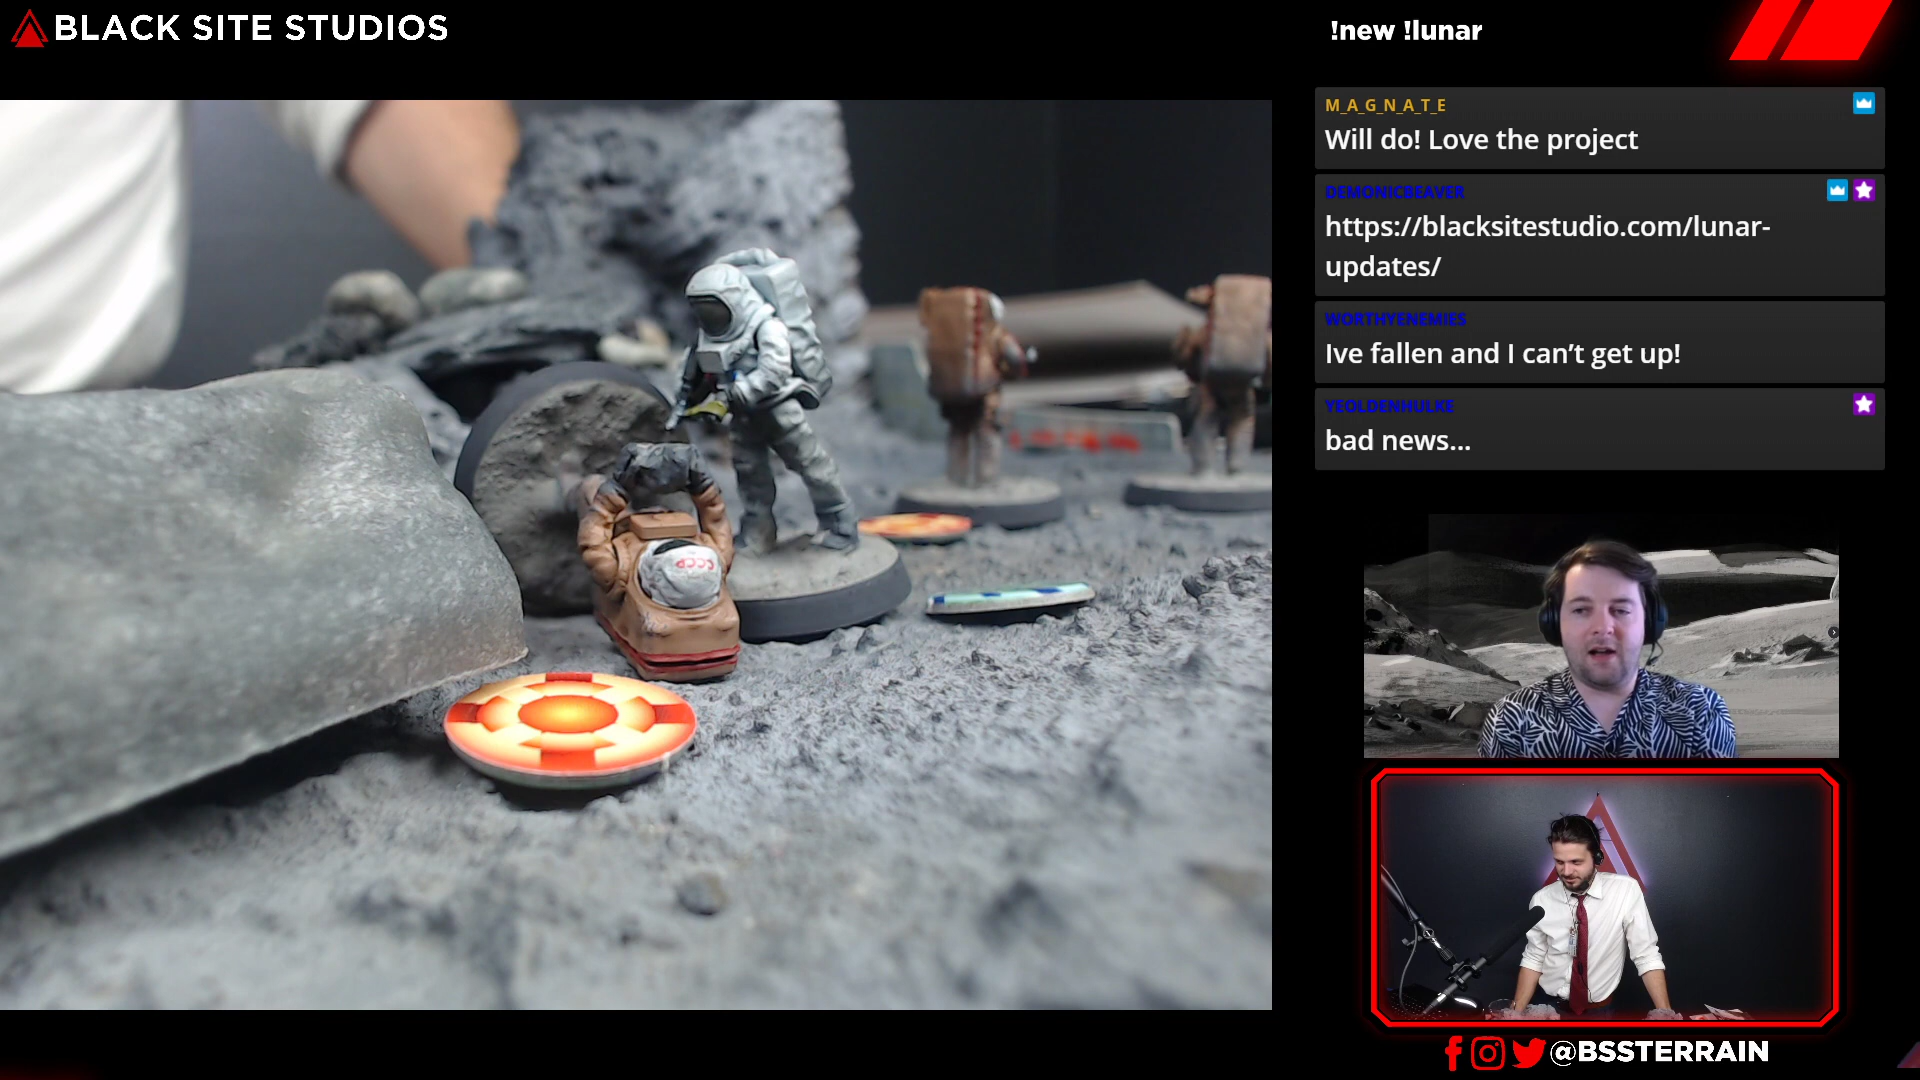 BLACK SITE STUDIOS
!new !lunar
M_A_G_N_A_T_E
Will do! Love the project
DEMONICBEAVER
https://blacksitestudio.com/lunar-
updates/
WORTHYENEMIES
Ive fallen and I can't get up!
YEOLDENHULKE
bad news...
CCCP
@BSSTERRAIN